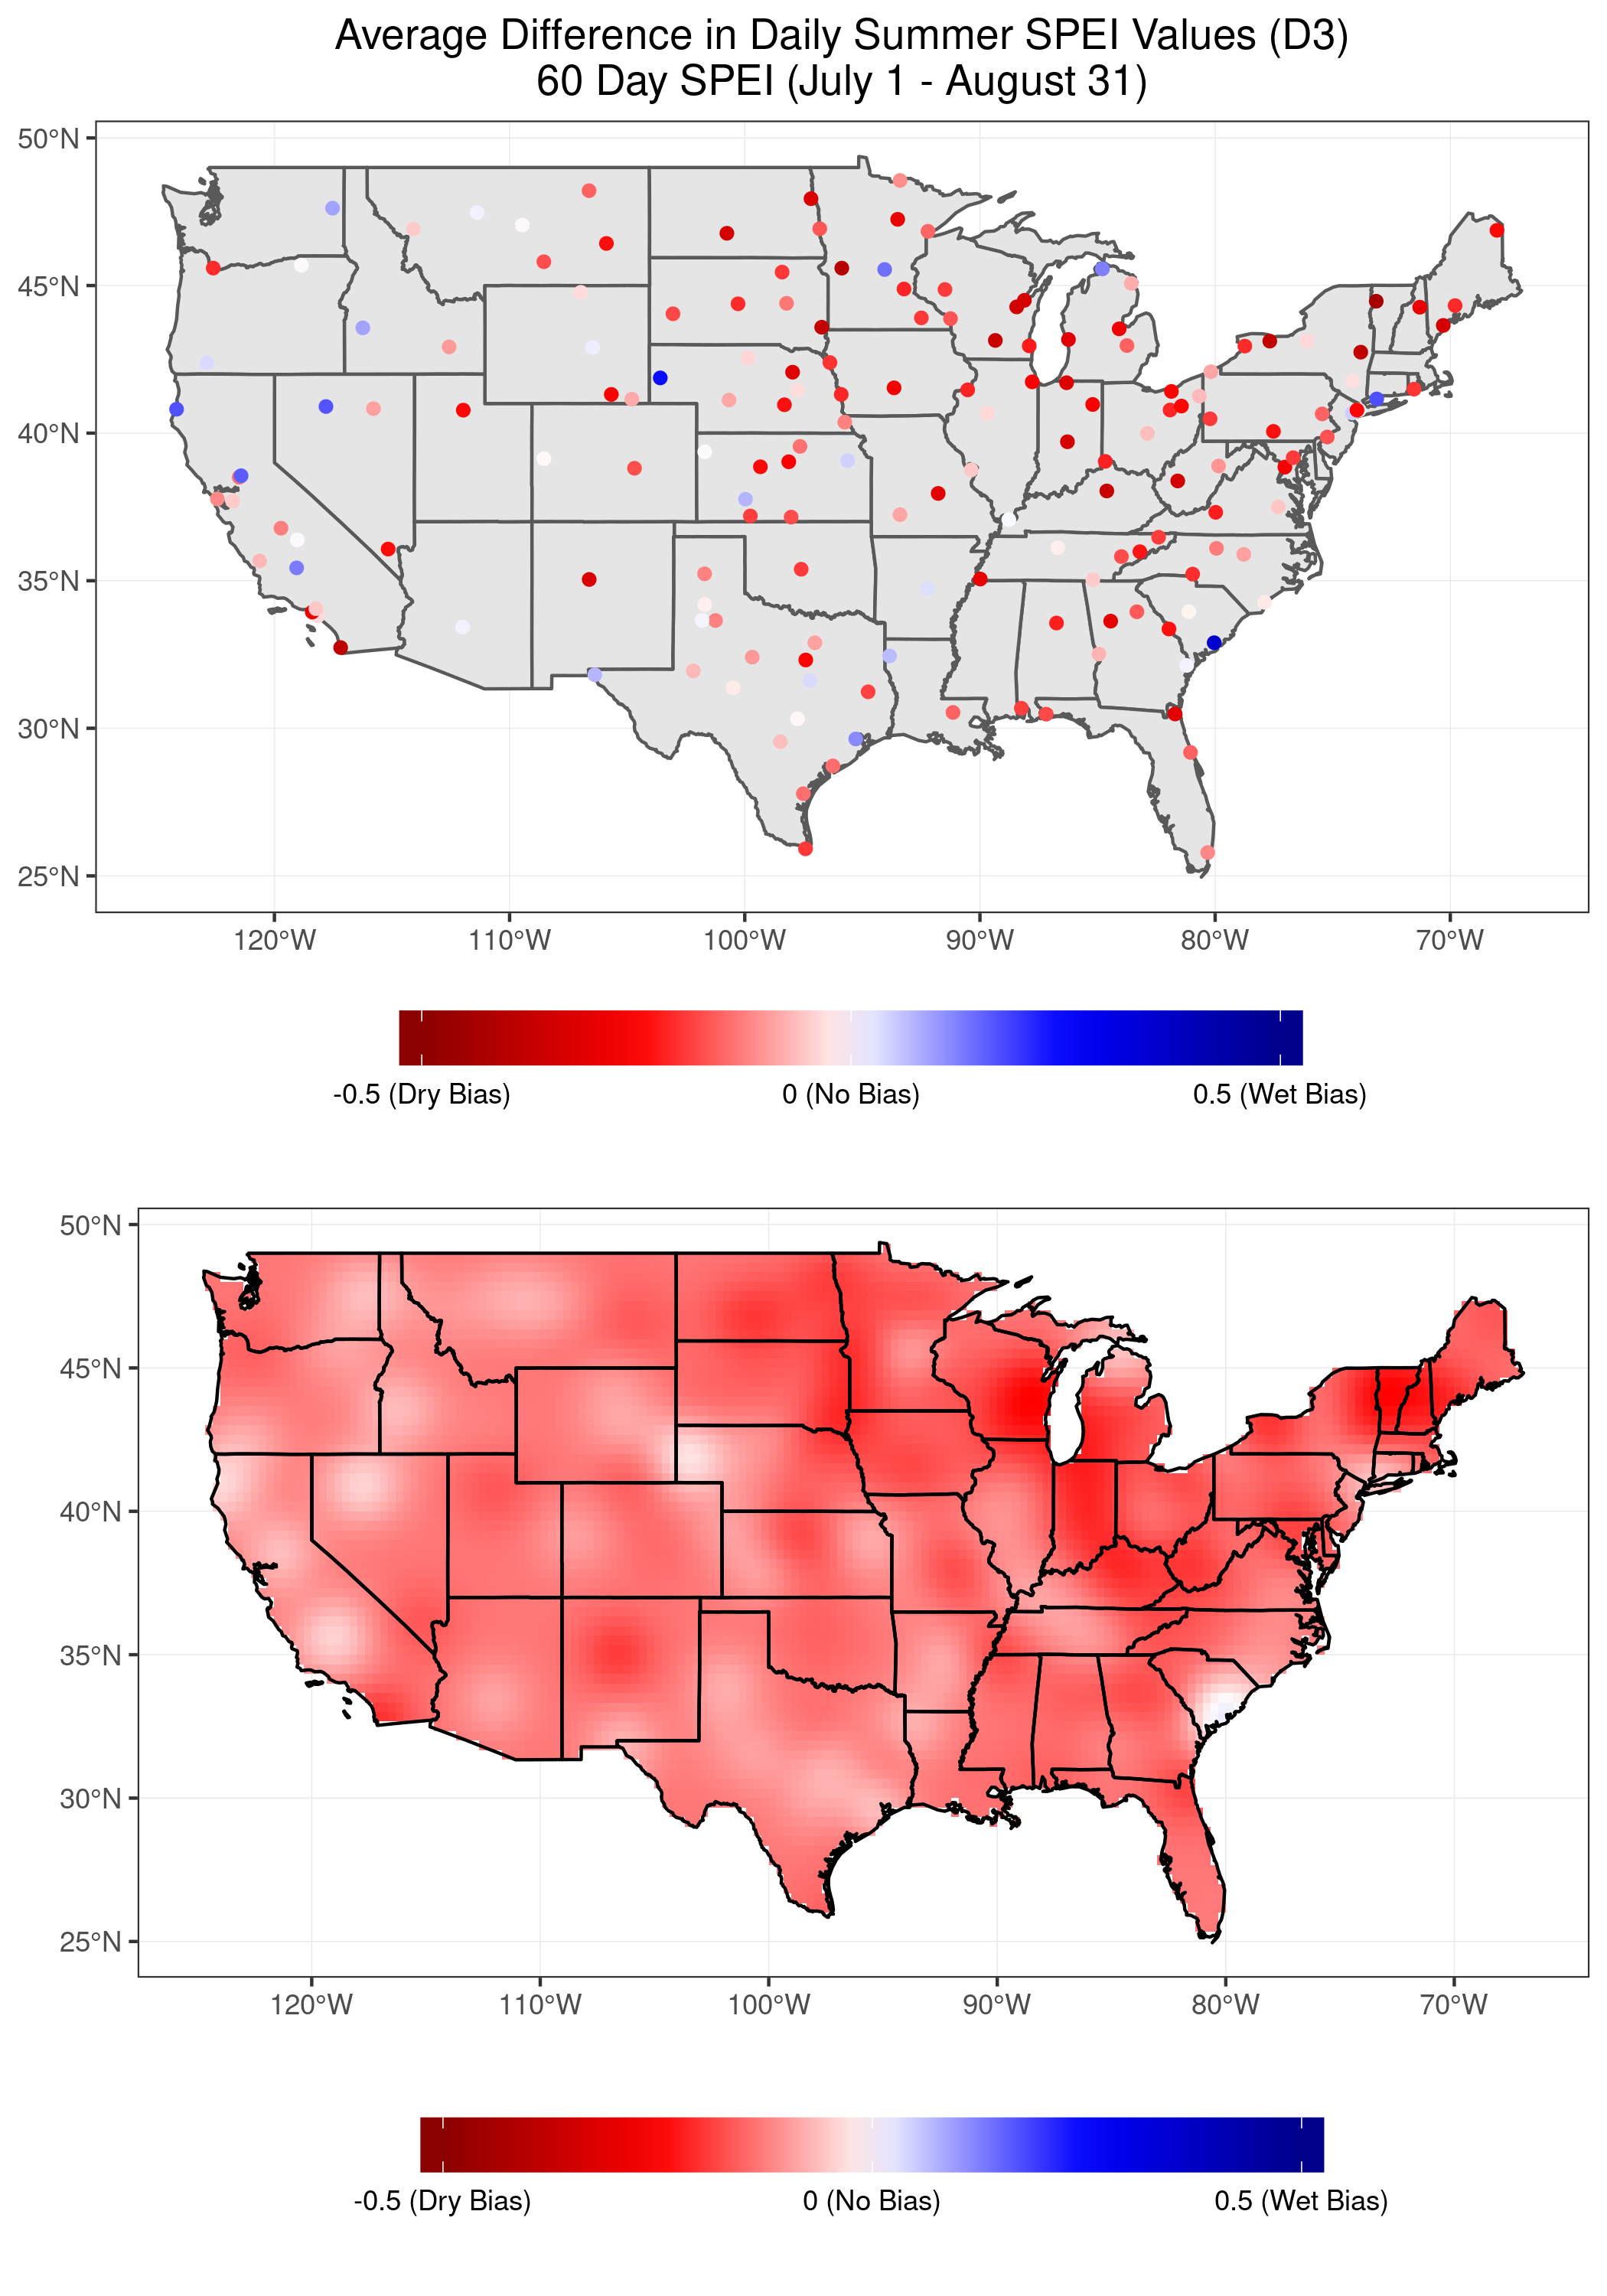 Average Difference in Daily Summer SPEI Values (D3)
60 Day SPEI (July 1 - August 31)
50°N
45°N
40°N
35°N
30°N
25°N
120°W 110°W 100°W 90°W 80°W 70°W
-0.5 (Dry Bias) 0 (No Bias) 0.5 (Wet Bias)
50°N
45°N
40°N
35°N
30°N
25°N
120°W 110°W 100°W 90°W 80°W 70°W
-0.5 (Dry Bias) 0 (No Bias) 0.5 (Wet Bias)